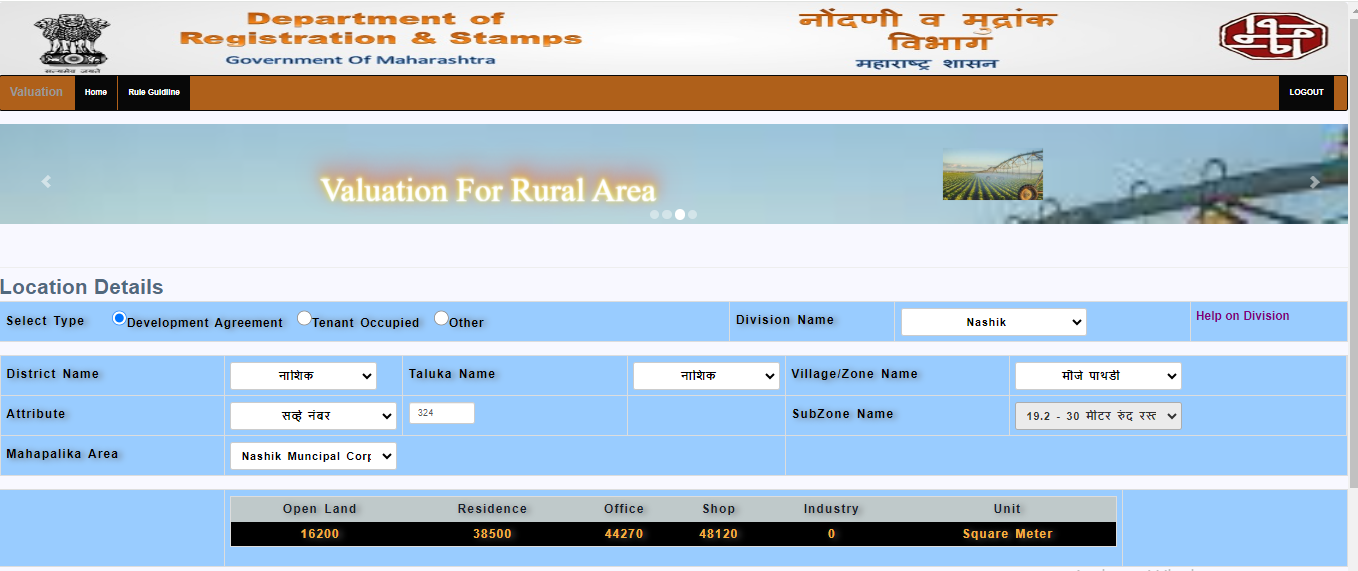 Department of
Registration & Stamps
Government Of Maharashtra
नोंदणी व मुद्रांक
विभाग
महाराष्ट्र शासन
सत्यमेव जयते
Valuation Home Rule Guidline LOGOUT
Valuation For Rural Area
Location Details
Select Type Development Agreement Tenant Occupied Other Division Name Nashik Help on Division
District Name नाशिक Taluka Name नाशिक Village/Zone Name मौजे पाथर्डी
Attribute सर्व्हे नंबर 324 SubZone Name 19.2 - 30 मीटर रुंद रस्त
Mahapalika Area Nashik Muncipal Corp
Open Land Residence Office Shop Industry Unit
16200 38500 44270 48120 0 Square Meter